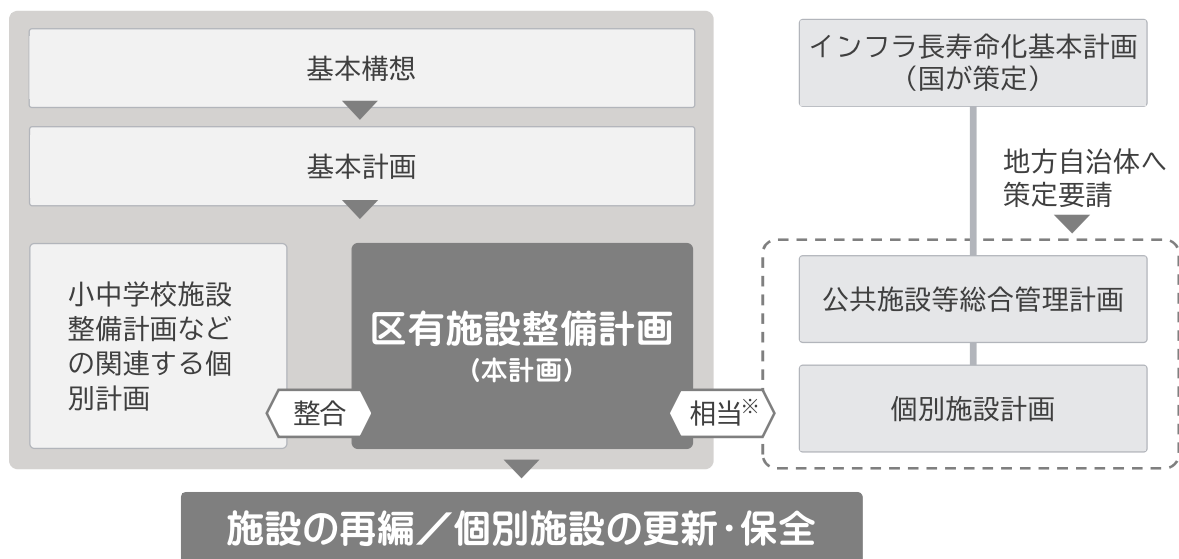 基本構想
基本計画
小中学校施設
整備計画など
の関連する個
別計画
整合
区有施設整備計画
(本計画)
相当※
インフラ長寿命化基本計画
(国が策定)
地方自治体へ
策定要請
公共施設等総合管理計画
個別施設計画
施設の再編／個別施設の更新・保全